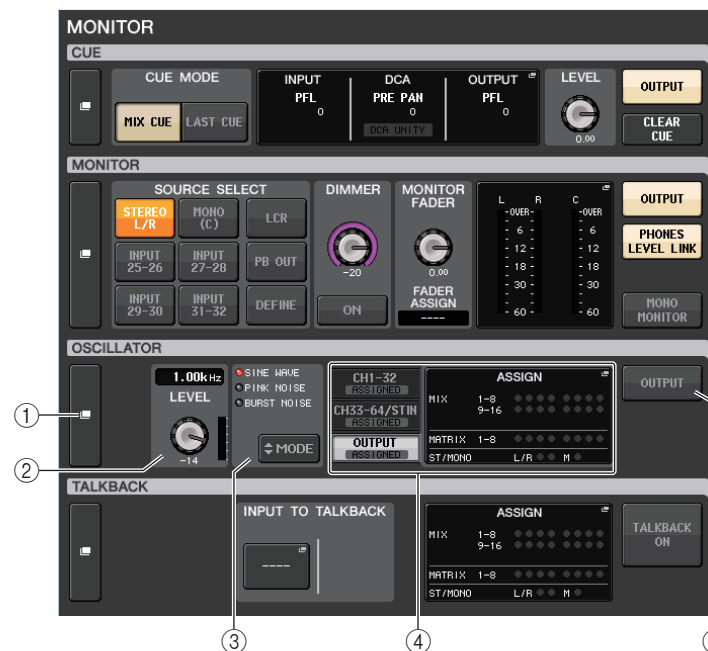 MONITOR
CUE
CUE MODE
MIX CUE
LAST CUE
INPUT
PFL
0
DCA
PRE PAN
0
DCA UNITY
OUTPUT
PFL
0
LEVEL
0.00
OUTPUT
CLEAR
CUE
MONITOR
SOURCE SELECT
STEREO
L/R
MONO
(C)
LCR
INPUT
25-26
INPUT
27-28
PB OUT
INPUT
29-30
INPUT
31-32
DEFINE
DIMMER
-20
ON
MONITOR
FADER
0.00
FADER
ASSIGN
----
L R C
-OVER- -OVER
- 6 - - 6
- 12 - - 12
- 18 - - 18
- 30 - - 30
- 60 - - 60
OUTPUT
PHONES
LEVEL LINK
MONO
MONITOR
OSCILLATOR
1.00kHz
LEVEL
-14
SINE WAVE
PINK NOISE
BURST NOISE
MODE
CH1-32
ASSIGNED
CH33-64/STIN
ASSIGNED
OUTPUT
ASSIGNED
ASSIGN
MIX 1-8
9-16
MATRIX 1-8
ST/MONO L/R M
OUTPUT
TALKBACK
INPUT TO TALKBACK
----
ASSIGN
MIX 1-8
9-16
MATRIX 1-8
ST/MONO L/R M
TALKBACK
ON
1
2
3
4